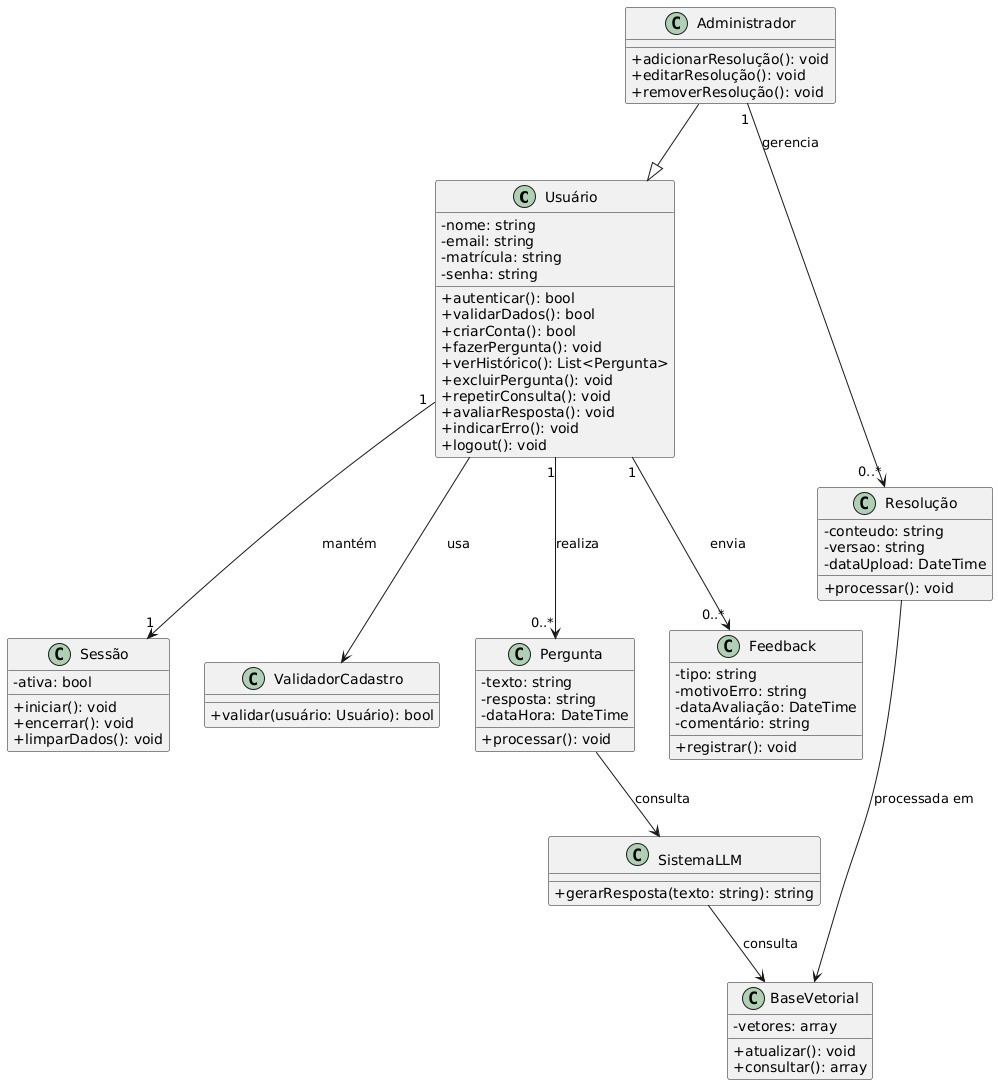 C Administrador
+adicionarResolução(): void
+editarResolução(): void
+removerResolução(): void
1
gerencia
C Usuário
-nome: string
-email: string
-matrícula: string
-senha: string
+autenticar(): bool
+validarDados(): bool
+criarConta(): bool
+fazerPergunta(): void
+verHistórico(): List<Pergunta>
+excluirPergunta(): void
+repetirConsulta(): void
+avaliarResposta(): void
+indicarErro(): void
+logout(): void
1
1
1
0..*
mantém
usa
realiza
envia
C Resolução
-conteudo: string
-versao: string
-dataUpload: DateTime
+processar(): void
1
0..*
0..*
C Sessão
-ativa: bool
+iniciar(): void
+encerrar(): void
+limparDados(): void
C ValidadorCadastro
+validar(usuário: Usuário): bool
C Pergunta
-texto: string
-resposta: string
-dataHora: DateTime
+processar(): void
C Feedback
-tipo: string
-motivoErro: string
-dataAvaliação: DateTime
-comentário: string
+registrar(): void
consulta
processada em
C SistemaLLM
+gerarResposta(texto: string): string
consulta
C BaseVetorial
-vetores: array
+atualizar(): void
+consultar(): array